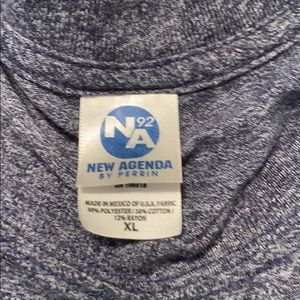 92
NA
NEW AGENDA
BY PERRIN
MADE IN MEXICO OF U.S.A. FABRIC
50% POLYESTER / 38% COTTON /
12% RAYON
XL